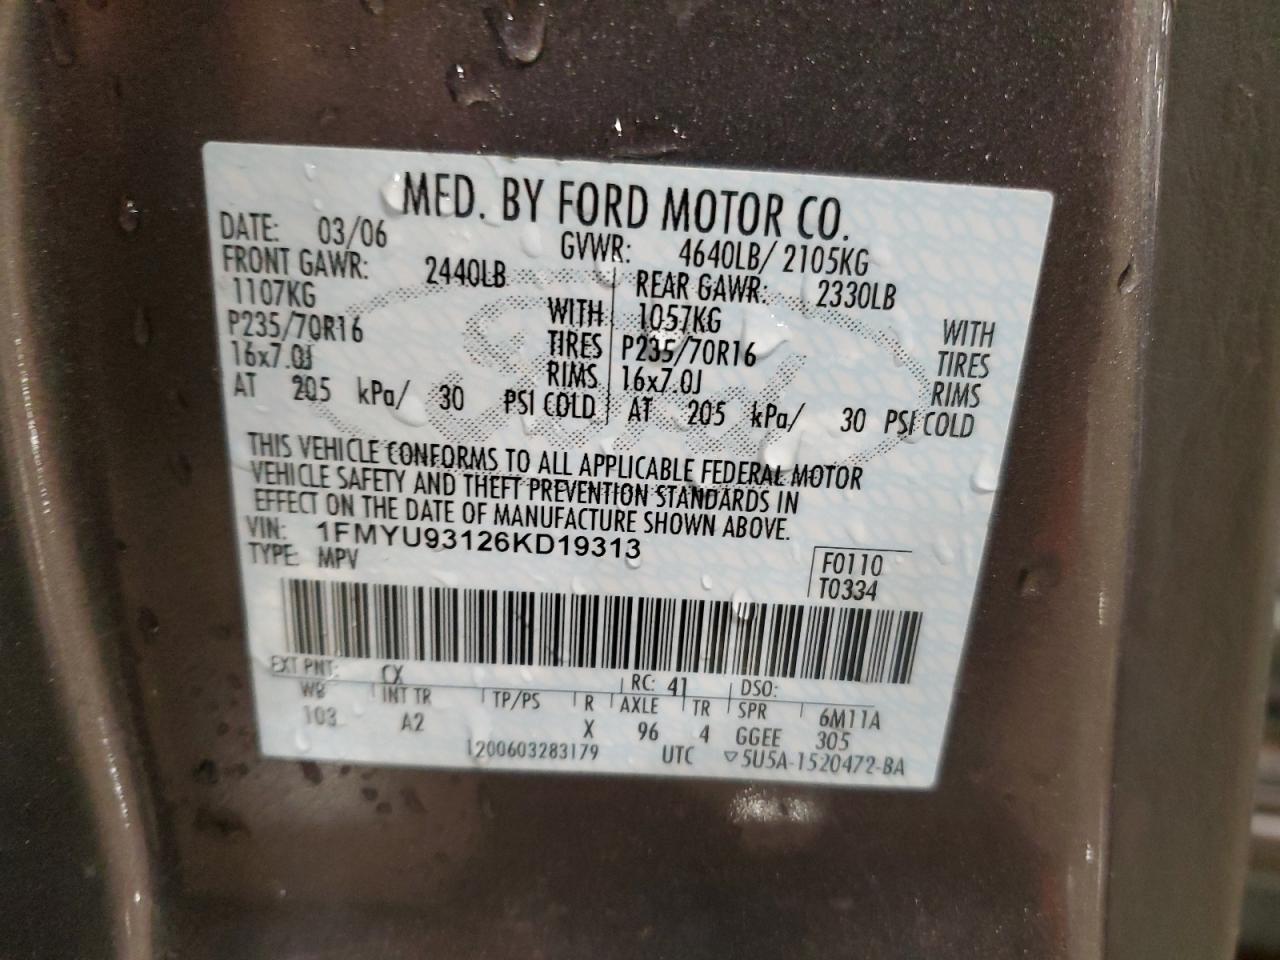 MFD. BY FORD MOTOR CO.
DATE: 03/06 GVWR: 4640LB/ 2105KG
FRONT GAWR: 2440LB REAR GAWR: 2330LB
1107KG WITH 1057KG WITH
P235/70R16 TIRES P235/70R16 TIRES
16x7.0J RIMS 16x7.0J RIMS
AT 205 kPa/ 30 PSI COLD AT 205 kPa/ 30 PSI COLD
THIS VEHICLE CONFORMS TO ALL APPLICABLE FEDERAL MOTOR
VEHICLE SAFETY AND THEFT PREVENTION STANDARDS IN
EFFECT ON THE DATE OF MANUFACTURE SHOWN ABOVE.
VIN: 1FMYU93126KD19313
TYPE: MPV F0110
T0334
EXT PNT: CX RC: 41 DSO:
WB INT TR TP/PS R AXLE TR SPR 6M11A
103 A2 X 96 4 GGEE 305
1200603283179 UTC ▽5U5A-1520472-BA